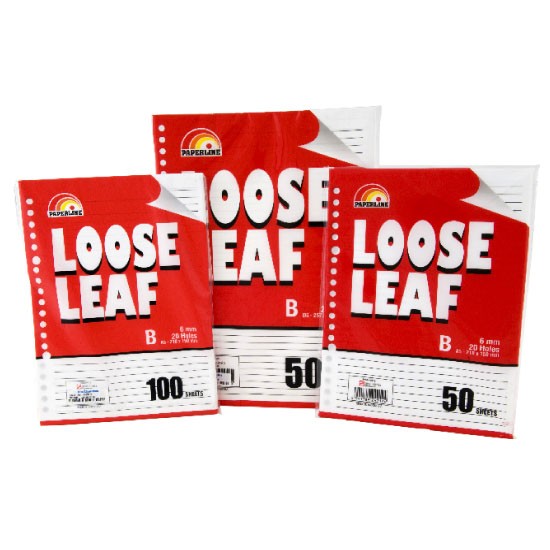 PAPERLINE
LOOSE
LEAF
B
6 mm
20 Holes
100 SHEETS
PAPERLINE
LOOSE
LEAF
B
50
PAPERLINE
LOOSE
LEAF
B
6 mm
20 Holes
50 SHEETS